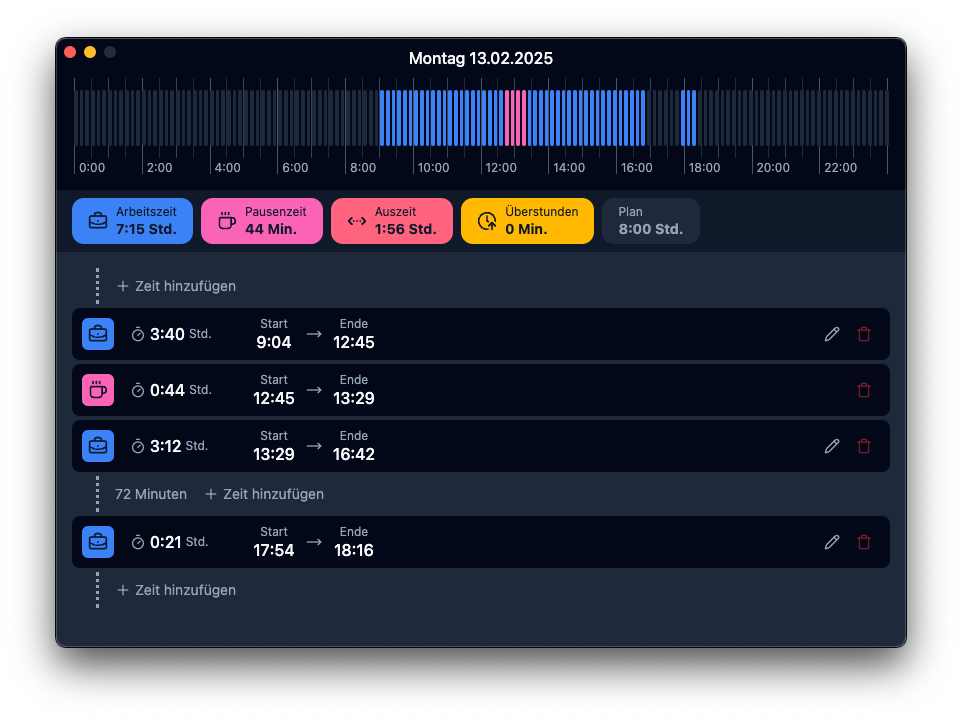 Montag 13.02.2025
0:00 2:00 4:00 6:00 8:00 10:00 12:00 14:00 16:00 18:00 20:00 22:00
Arbeitszeit
7:15 Std.
Pausenzeit
44 Min.
Auszeit
1:56 Std.
Überstunden
0 Min.
Plan
8:00 Std.
+ Zeit hinzufügen
3:40 Std. Start 9:04 → Ende 12:45
0:44 Std. Start 12:45 → Ende 13:29
3:12 Std. Start 13:29 → Ende 16:42
72 Minuten + Zeit hinzufügen
0:21 Std. Start 17:54 → Ende 18:16
+ Zeit hinzufügen